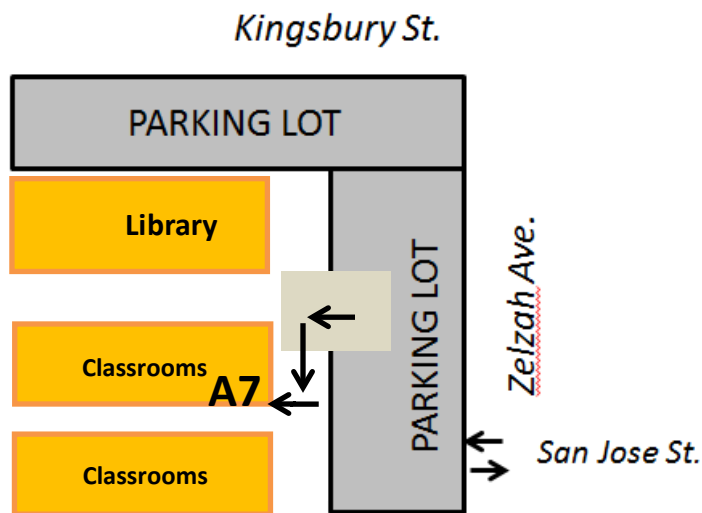 Kingsbury St.
PARKING LOT
Library
PARKING LOT
Zelzah Ave.
Classrooms
A7
San Jose St.
Classrooms